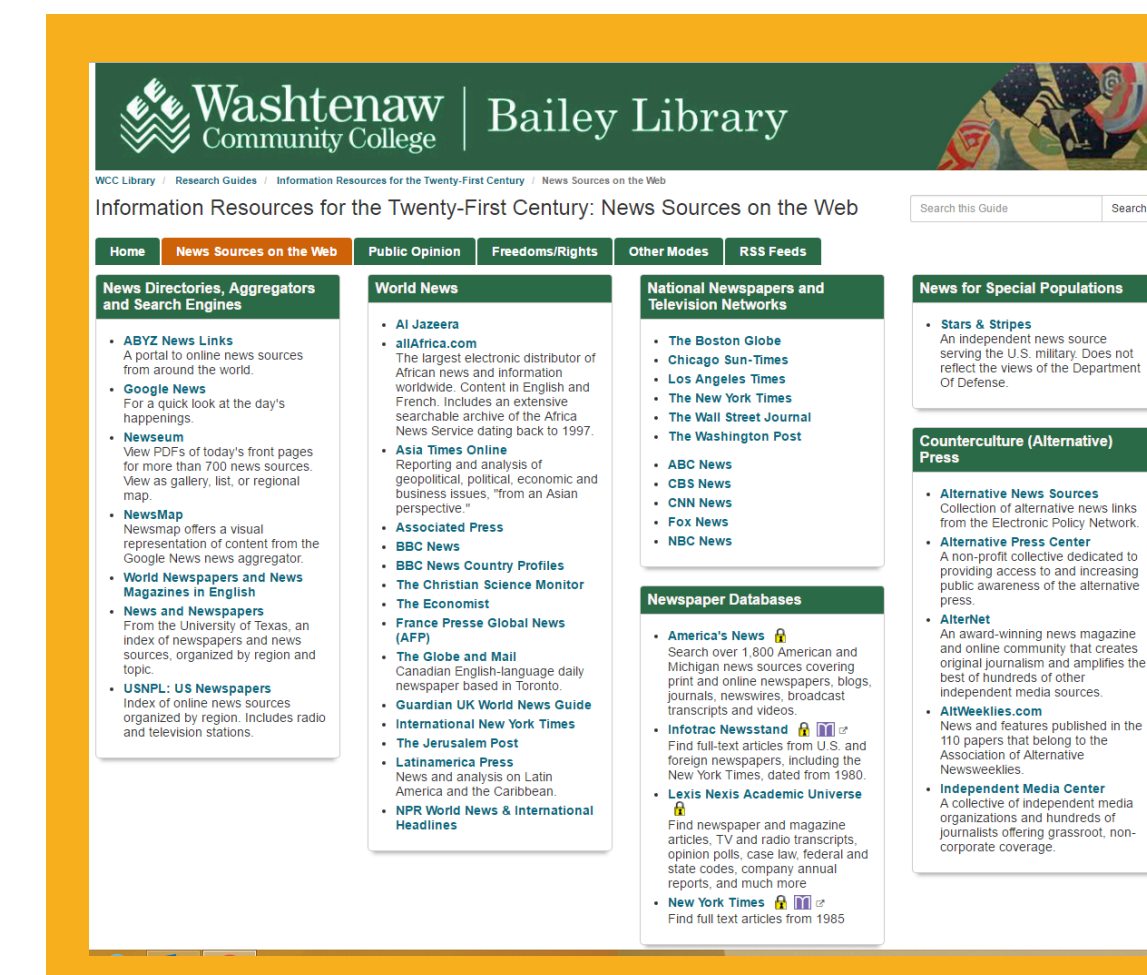 Washtenaw
Community College
Bailey Library
WCC Library / Research Guides / Information Resources for the Twenty-First Century / News Sources on the Web
Information Resources for the Twenty-First Century: News Sources on the Web
Search this Guide
Search
Home
News Sources on the Web
Public Opinion
Freedoms/Rights
Other Modes
RSS Feeds
News Directories, Aggregators
and Search Engines
• ABYZ News Links
A portal to online news sources
from around the world.
• Google News
For a quick look at the day's
happenings.
• Newseum
View PDFs of today's front pages
for more than 700 news sources.
View as gallery, list, or regional
map.
• NewsMap
Newsmap offers a visual
representation of content from the
Google News news aggregator.
• World Newspapers and News
Magazines in English
• News and Newspapers
From the University of Texas, an
index of newspapers and news
sources, organized by region and
topic.
• USNPL: US Newspapers
Index of online news sources
organized by region. Includes radio
and television stations.
World News
• Al Jazeera
• allAfrica.com
The largest electronic distributor of
African news and information
worldwide. Content in English and
French. Includes an extensive
searchable archive of the Africa
News Service dating back to 1997.
• Asia Times Online
Reporting and analysis of
geopolitical, political, economic and
business issues, "from an Asian
perspective."
• Associated Press
• BBC News
• BBC News Country Profiles
• The Christian Science Monitor
• The Economist
• France Presse Global News
(AFP)
• The Globe and Mail
Canadian English-language daily
newspaper based in Toronto.
• Guardian UK World News Guide
• International New York Times
• The Jerusalem Post
• Latinamerica Press
News and analysis on Latin
America and the Caribbean.
• NPR World News & International
Headlines
National Newspapers and
Television Networks
• The Boston Globe
• Chicago Sun-Times
• Los Angeles Times
• The New York Times
• The Wall Street Journal
• The Washington Post
• ABC News
• CBS News
• CNN News
• Fox News
• NBC News
Newspaper Databases
• America's News
Search over 1,800 American and
Michigan news sources covering
print and online newspapers, blogs,
journals, newswires, broadcast
transcripts and videos.
• Infotrac Newsstand
Find full-text articles from U.S. and
foreign newspapers, including the
New York Times, dated from 1980.
• Lexis Nexis Academic Universe
Find newspaper and magazine
articles, TV and radio transcripts,
opinion polls, case law, federal and
state codes, company annual
reports, and much more
• New York Times
Find full text articles from 1985
News for Special Populations
• Stars & Stripes
An independent news source
serving the U.S. military. Does not
reflect the views of the Department
Of Defense.
Counterculture (Alternative)
Press
• Alternative News Sources
Collection of alternative news links
from the Electronic Policy Network.
• Alternative Press Center
A non-profit collective dedicated to
providing access to and increasing
public awareness of the alternative
press.
• AlterNet
An award-winning news magazine
and online community that creates
original journalism and amplifies the
best of hundreds of other
independent media sources.
• AltWeeklies.com
News and features published in the
110 papers that belong to the
Association of Alternative
Newsweeklies.
• Independent Media Center
A collective of independent media
organizations and hundreds of
journalists offering grassroot, non-
corporate coverage.